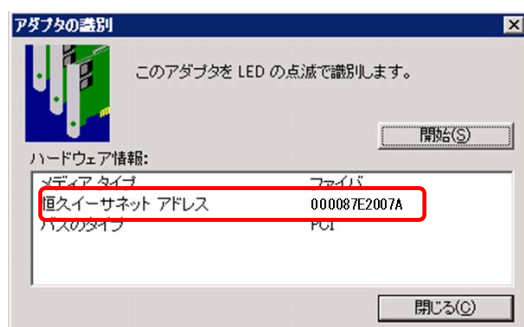 アダプタの識別
このアダプタを LED の点滅で識別します。
開始(S)
ハードウェア情報:
メディア タイプ ファイバ
恒久イーサネット アドレス 000087E2007A
バスのタイプ PCI
閉じる(C)